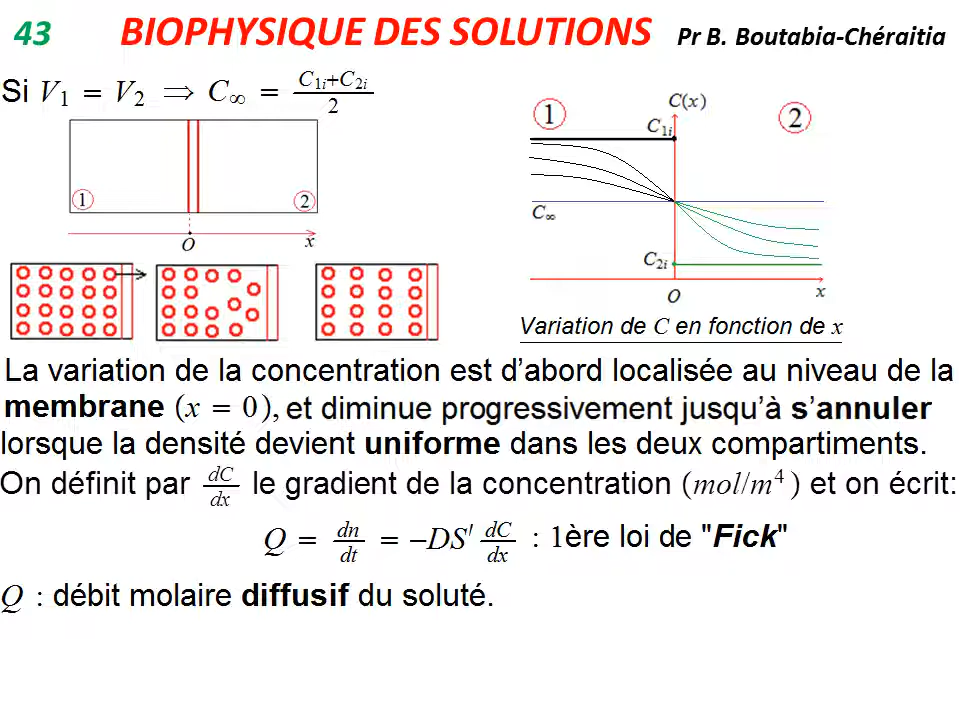 43 BIOPHYSIQUE DES SOLUTIONS Pr B. Boutabia-Chéraitia
Si V₁ = V₂ ⟹ C∞ = (C₁ᵢ+C₂ᵢ)/2
1
2
O
x
C(x)
1
2
C₁ᵢ
C∞
C₂ᵢ
O
x
Variation de C en fonction de x
La variation de la concentration est d’abord localisée au niveau de la
membrane (x = 0), et diminue progressivement jusqu’à s’annuler
lorsque la densité devient uniforme dans les deux compartiments.
On définit par dC/dx le gradient de la concentration (mol/m⁴) et on écrit:
Q = dn/dt = −DS′ dC/dx : 1ère loi de "Fick"
Q : débit molaire diffusif du soluté.